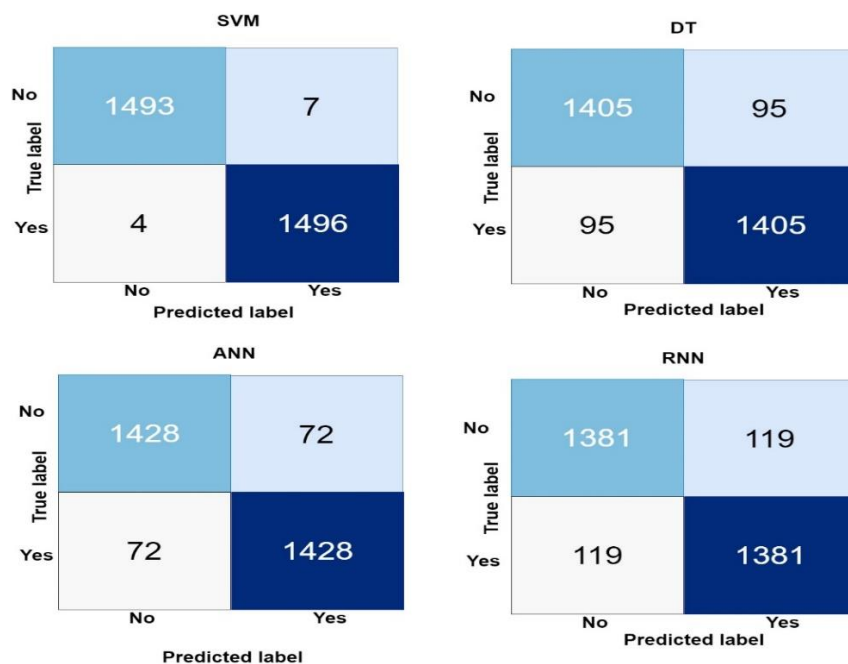 SVM
No 1493 7
True label
Yes 4 1496
No Yes
Predicted label
DT
No 1405 95
True label
Yes 95 1405
No Yes
Predicted label
ANN
No 1428 72
True label
Yes 72 1428
No Yes
Predicted label
RNN
No 1381 119
True label
Yes 119 1381
No Yes
Predicted label